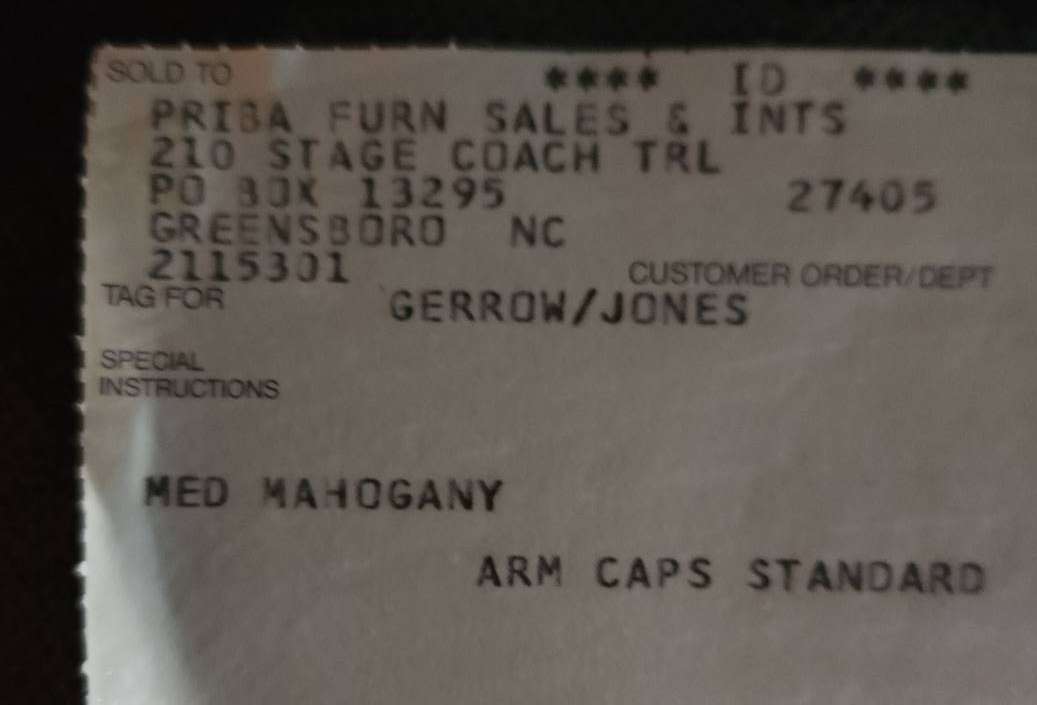 SOLD TO **** ID ****
PRIBA FURN SALES & INTS
210 STAGE COACH TRL
PO BOX 13295 27405
GREENSBORO NC
2115301 CUSTOMER ORDER/DEPT
TAG FOR GERROW/JONES
SPECIAL
INSTRUCTIONS
MED MAHOGANY
ARM CAPS STANDARD